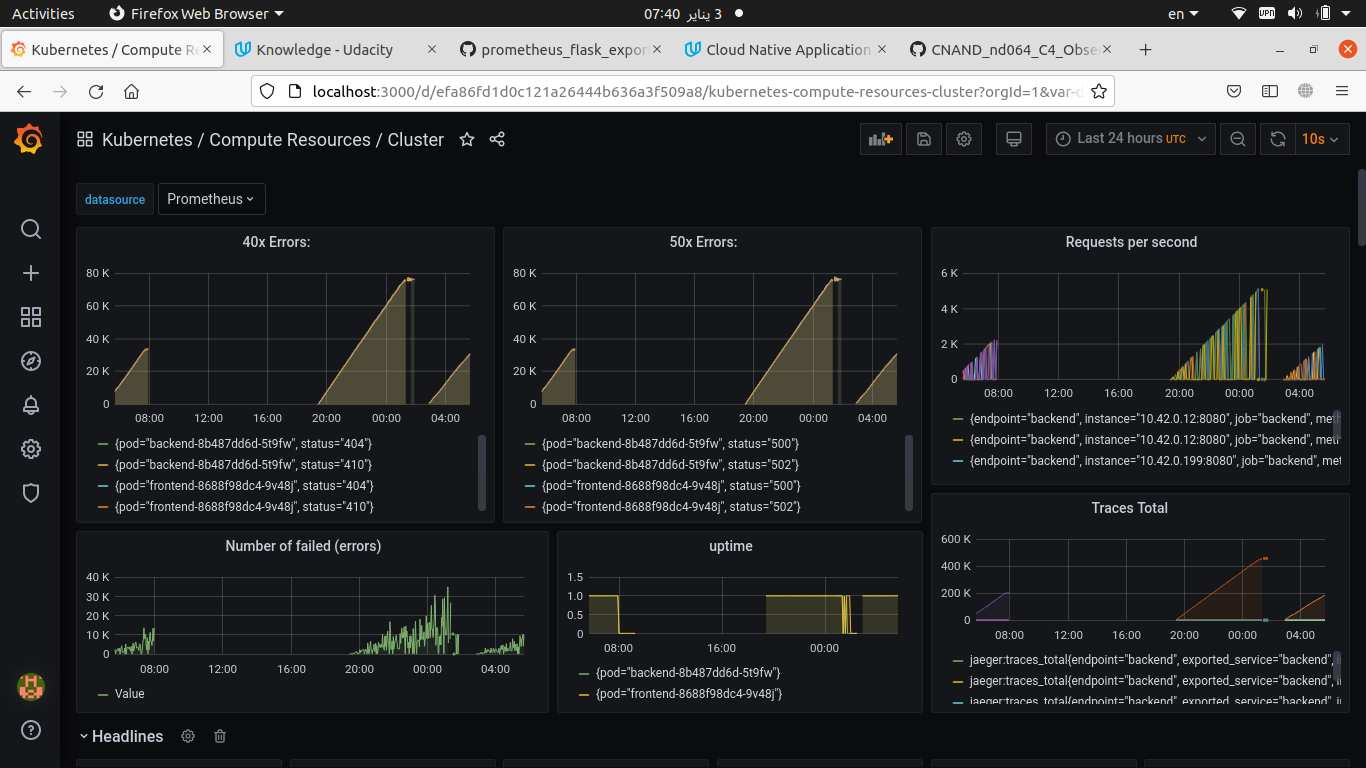 Activities
Firefox Web Browser
07:40 3 يناير
en
VPN
Kubernetes / Compute Re
Knowledge - Udacity
prometheus_flask_expor
Cloud Native Application
CNAND_nd064_C4_Obse
localhost:3000/d/efa86fd1d0c121a26444b636a3f509a8/kubernetes-compute-resources-cluster?orgId=1&var-d
Kubernetes / Compute Resources / Cluster
Last 24 hours UTC
10s
datasource
Prometheus
40x Errors:
80 K
60 K
40 K
20 K
0
08:00 12:00 16:00 20:00 00:00 04:00
{pod="backend-8b487dd6d-5t9fw", status="404"}
{pod="backend-8b487dd6d-5t9fw", status="410"}
{pod="frontend-8688f98dc4-9v48j", status="404"}
{pod="frontend-8688f98dc4-9v48j", status="410"}
50x Errors:
80 K
60 K
40 K
20 K
0
08:00 12:00 16:00 20:00 00:00 04:00
{pod="backend-8b487dd6d-5t9fw", status="500"}
{pod="backend-8b487dd6d-5t9fw", status="502"}
{pod="frontend-8688f98dc4-9v48j", status="500"}
{pod="frontend-8688f98dc4-9v48j", status="502"}
Requests per second
6 K
4 K
2 K
0
08:00 12:00 16:00 20:00 00:00 04:00
{endpoint="backend", instance="10.42.0.12:8080", job="backend", meth
{endpoint="backend", instance="10.42.0.12:8080", job="backend", meth
{endpoint="backend", instance="10.42.0.199:8080", job="backend", met
Number of failed (errors)
40 K
30 K
20 K
10 K
0
08:00 12:00 16:00 20:00 00:00 04:00
Value
uptime
1.5
1.0
0.5
0
08:00 16:00 00:00
{pod="backend-8b487dd6d-5t9fw"}
{pod="frontend-8688f98dc4-9v48j"}
Traces Total
600 K
400 K
200 K
0
08:00 12:00 16:00 20:00 00:00 04:00
jaeger:traces_total{endpoint="backend", exported_service="backend", i
jaeger:traces_total{endpoint="backend", exported_service="backend", i
jaeger:traces_total{endpoint="backend", exported_service="backend", i
Headlines